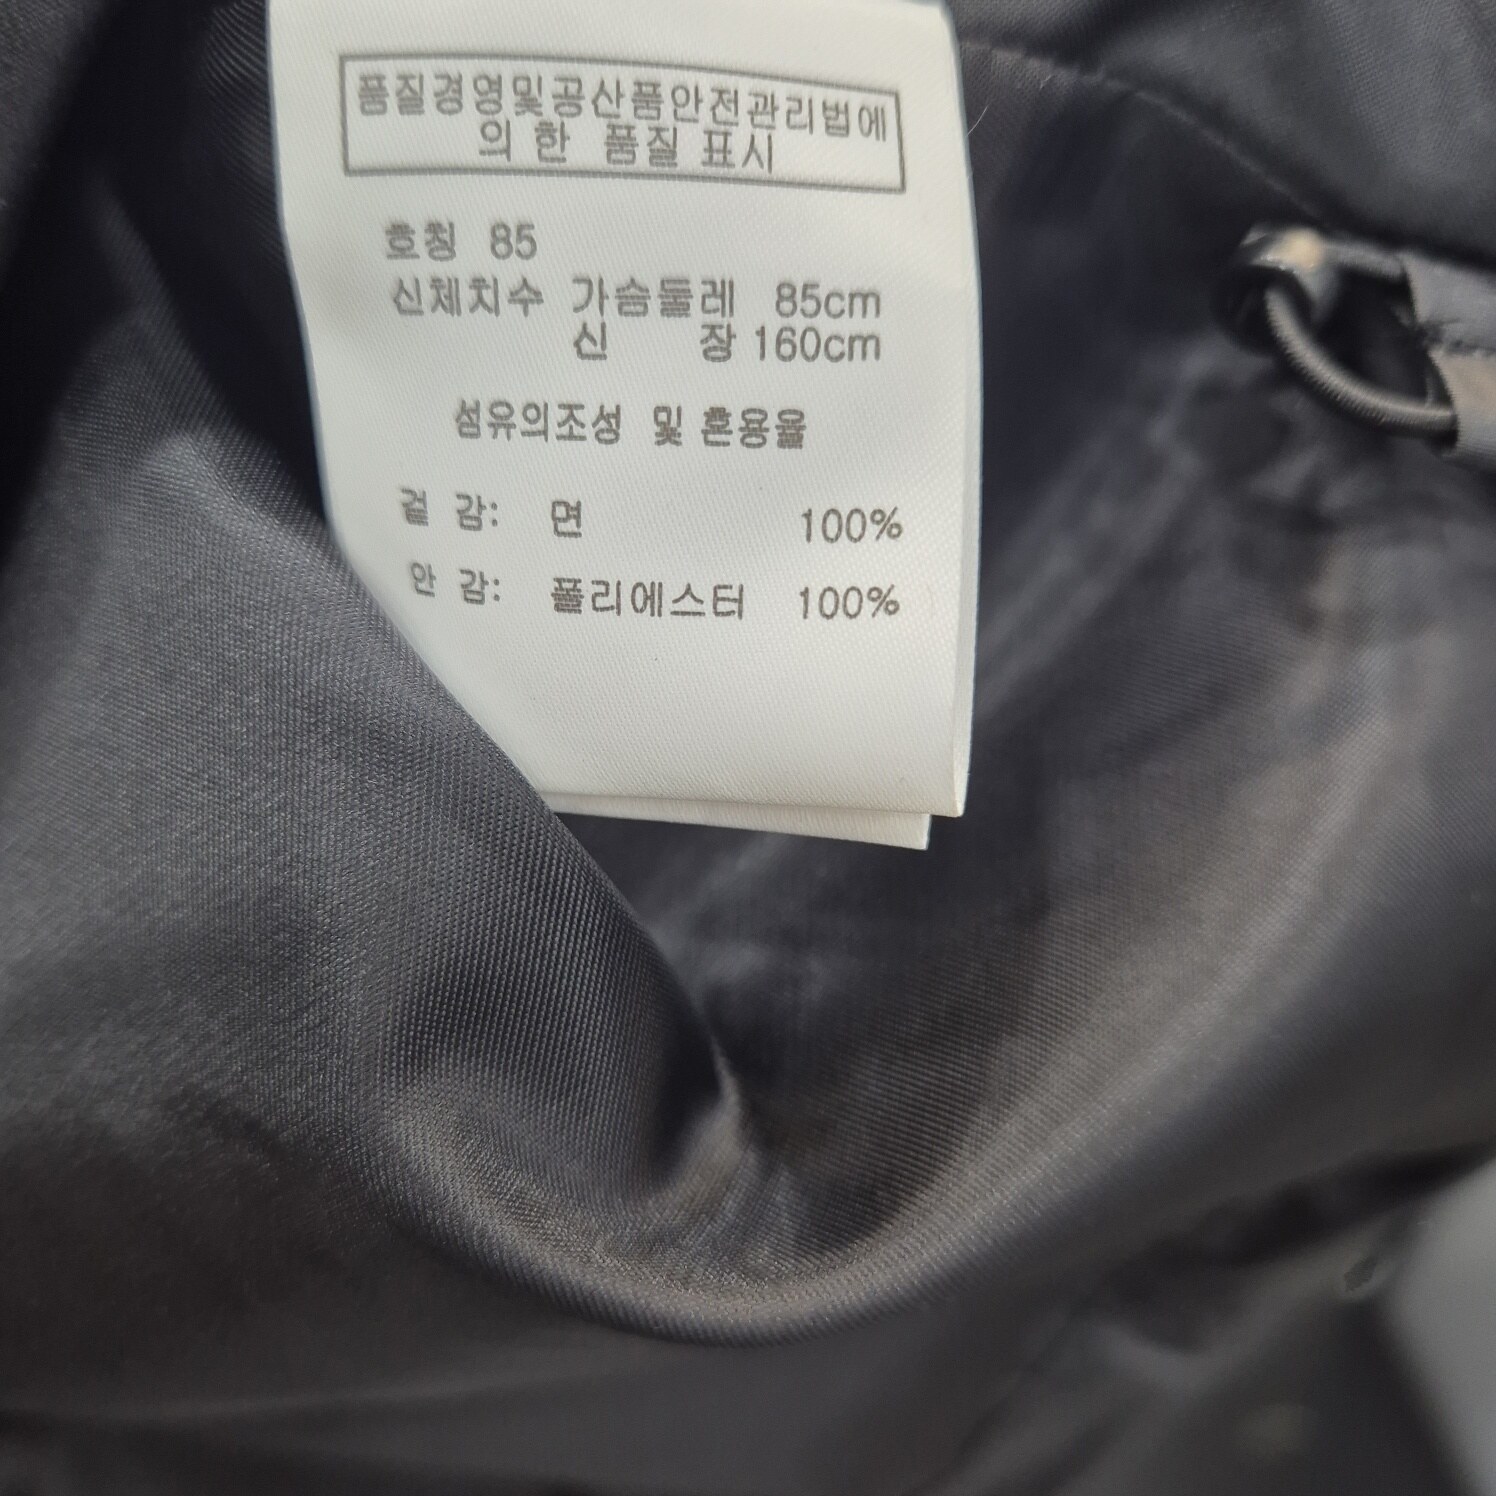 품질경영및공산품안전관리법에
의 한 품질 표시
호칭 85
신체치수 가슴둘레 85cm
신 장 160cm
섬유의조성 및 혼용율
겉 감: 면 100%
안 감: 폴리에스터 100%